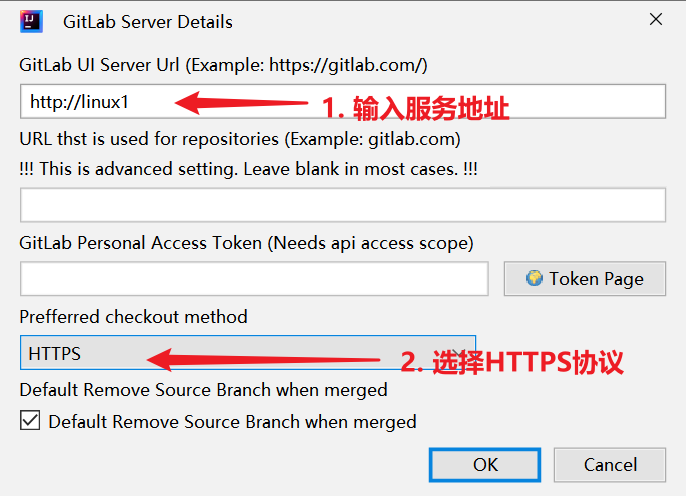 GitLab Server Details
GitLab UI Server Url (Example: https://gitlab.com/)
http://linux1
1. 输入服务地址
URL thst is used for repositories (Example: gitlab.com)
!!! This is advanced setting. Leave blank in most cases. !!!
GitLab Personal Access Token (Needs api access scope)
Token Page
Prefferred checkout method
HTTPS
2. 选择HTTPS协议
Default Remove Source Branch when merged
Default Remove Source Branch when merged
OK
Cancel